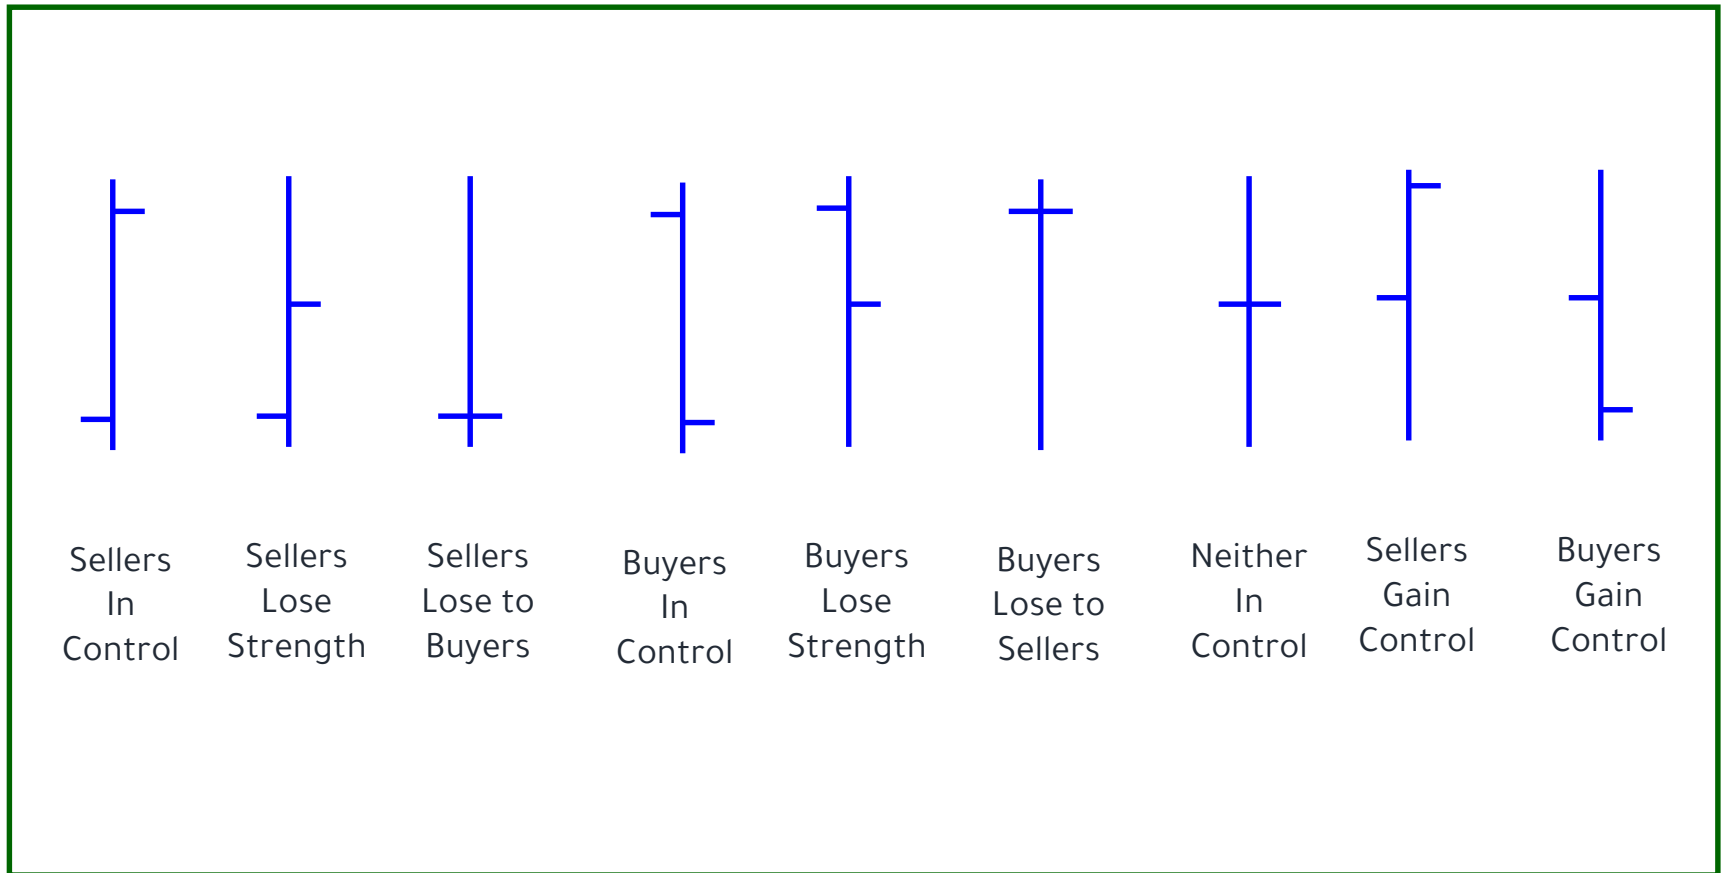 Sellers
In
Control
Sellers
Lose
Strength
Sellers
Lose to
Buyers
Buyers
In
Control
Buyers
Lose
Strength
Buyers
Lose to
Sellers
Neither
In
Control
Sellers
Gain
Control
Buyers
Gain
Control